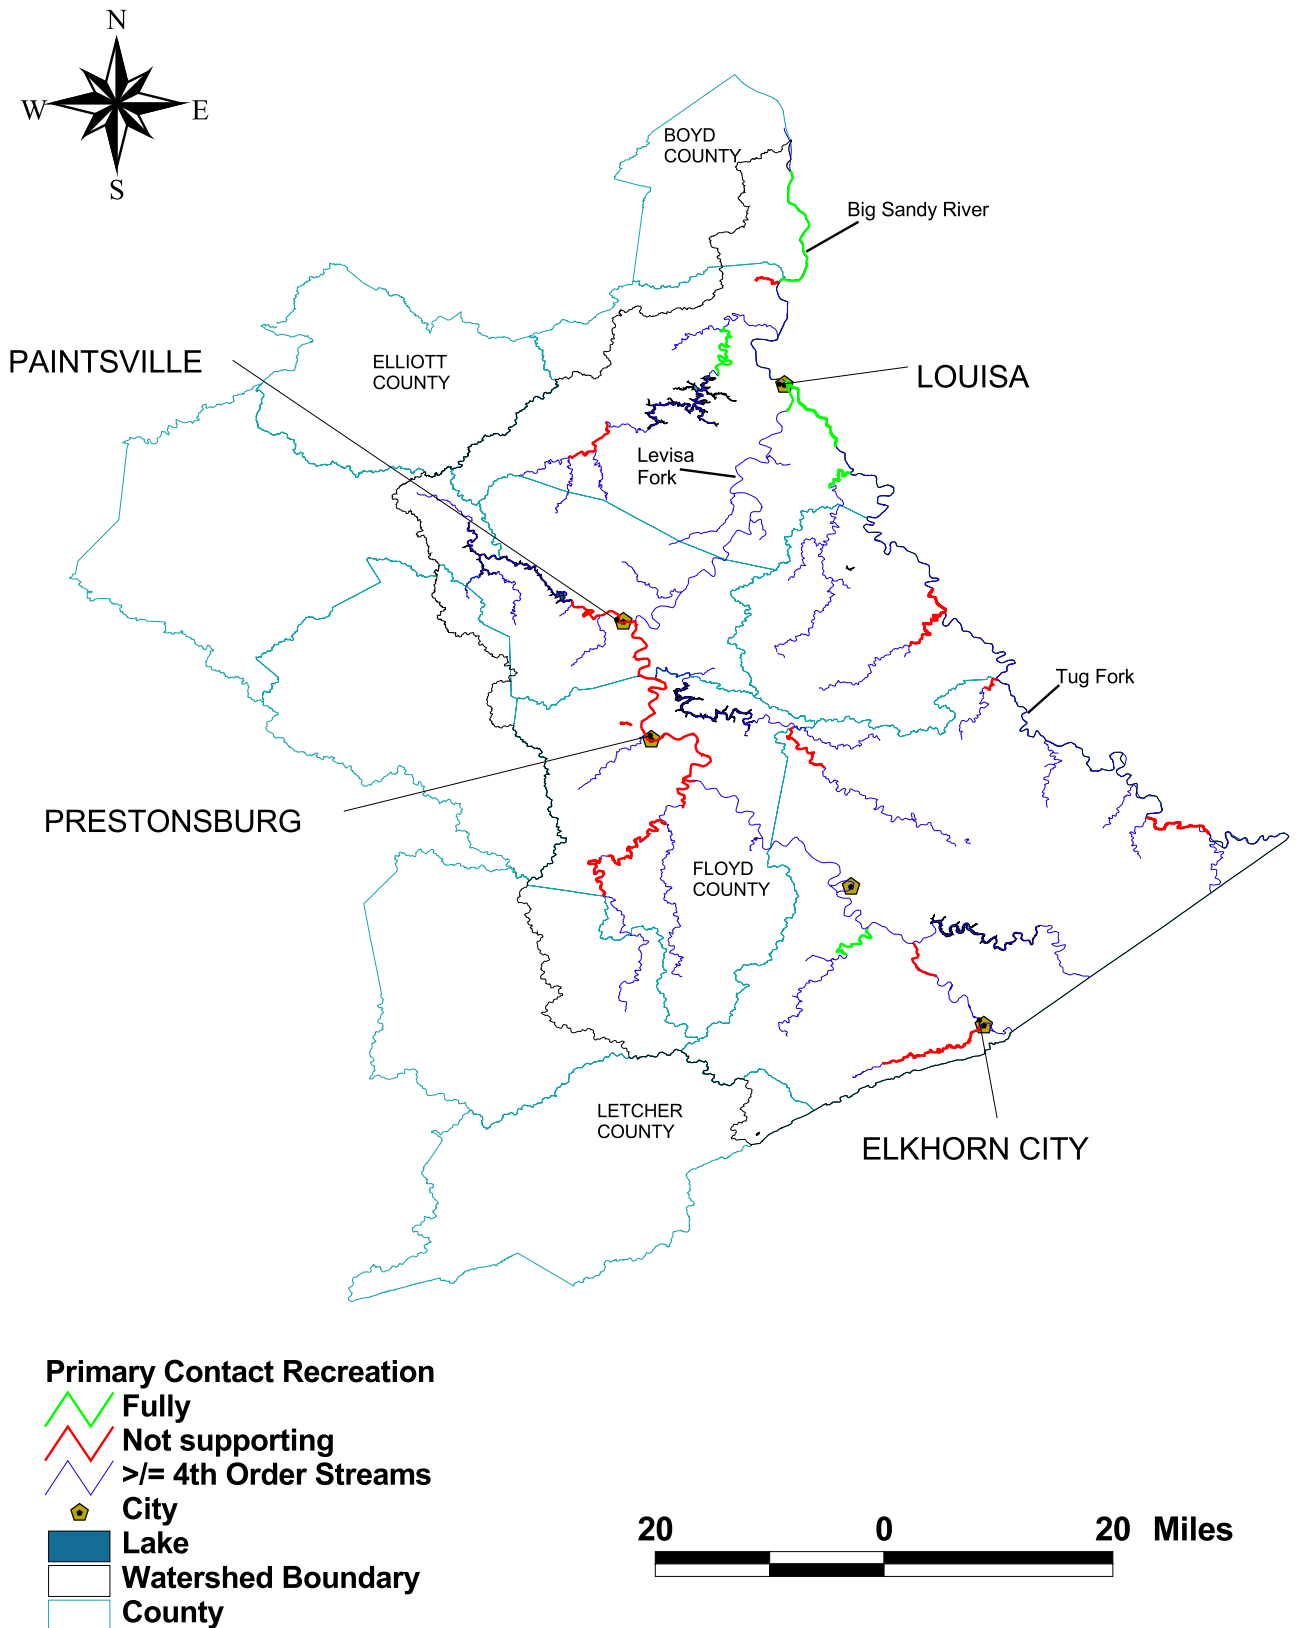 N
W
E
S
BOYD
COUNTY
Big Sandy River
PAINTSVILLE
ELLIOTT
COUNTY
LOUISA
Levisa
Fork
Tug Fork
PRESTONSBURG
FLOYD
COUNTY
LETCHER
COUNTY
ELKHORN CITY
Primary Contact Recreation
Fully
Not supporting
>/= 4th Order Streams
City
Lake
Watershed Boundary
County
20 0 20 Miles